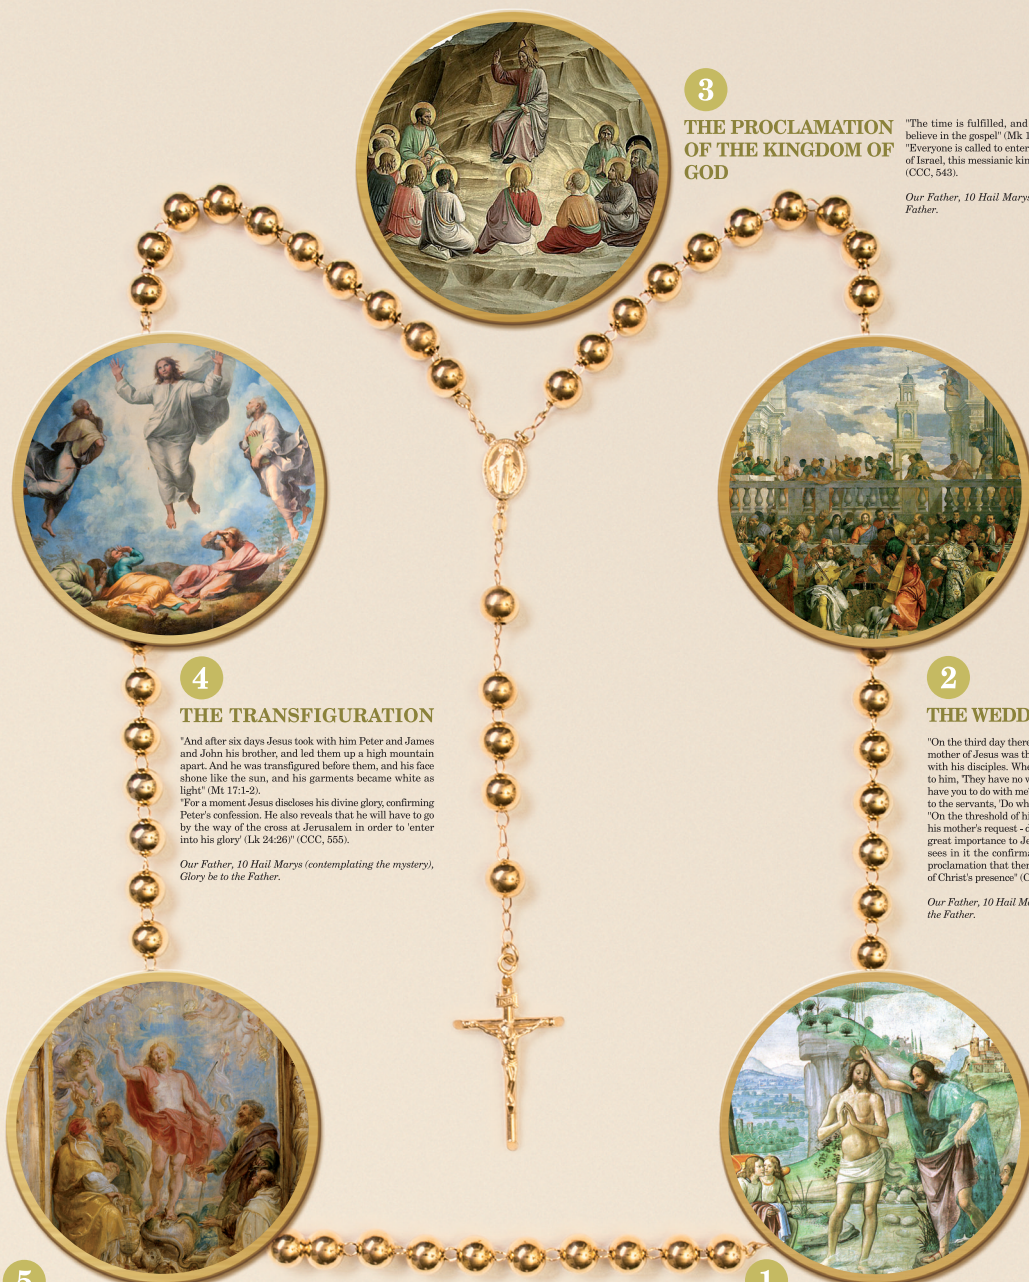 3
THE PROCLAMATION
OF THE KINGDOM OF
GOD
"The time is fulfilled, and
believe in the gospel" (Mk 1
"Everyone is called to enter
of Israel, this messianic kin
(CCC, 543).
Our Father, 10 Hail Marys
Father.
4
THE TRANSFIGURATION
"And after six days Jesus took with him Peter and James
and John his brother, and led them up a high mountain
apart. And he was transfigured before them, and his face
shone like the sun, and his garments became white as
light" (Mt 17:1-2).
"For a moment Jesus discloses his divine glory, confirming
Peter's confession. He also reveals that he will have to go
by the way of the cross at Jerusalem in order to 'enter
into his glory' (Lk 24:26)" (CCC, 555).
Our Father, 10 Hail Marys (contemplating the mystery),
Glory be to the Father.
2
THE WEDD
"On the third day there
mother of Jesus was th
with his disciples. Whe
to him, 'They have no w
have you to do with me'
to the servants, 'Do wh
"On the threshold of hi
his mother's request - d
great importance to Je
sees in it the confirma
proclamation that ther
of Christ's presence" (C
Our Father, 10 Hail Ma
the Father.
5
1